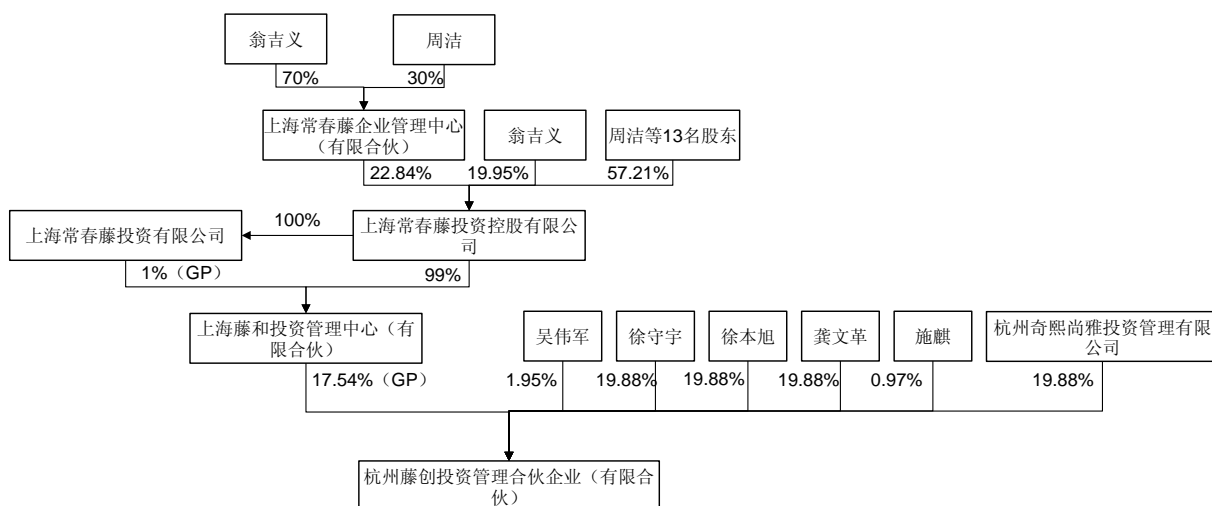 翁吉义
周洁
70%
30%
上海常春藤企业管理中心
（有限合伙）
翁吉义
周洁等13名股东
22.84%
19.95%
57.21%
上海常春藤投资有限公司
100%
上海常春藤投资控股有限公
司
1%（GP）
99%
上海藤和投资管理中心（有
限合伙）
吴伟军
徐守宇
徐本旭
龚文革
施麒
杭州奇熙尚雅投资管理有限
公司
17.54%（GP）
1.95%
19.88%
19.88%
19.88%
0.97%
19.88%
杭州藤创投资管理合伙企业（有限合
伙）